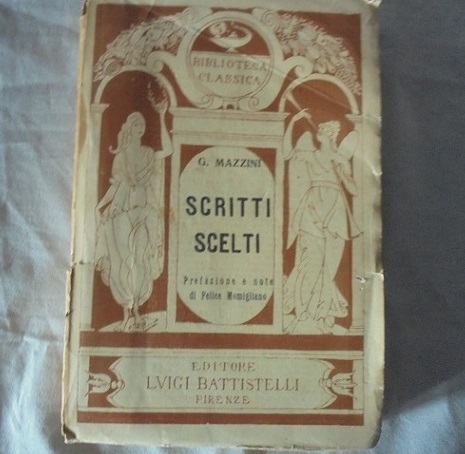 BIBLIOTECA
CLASSICA
G. MAZZINI
SCRITTI
SCELTI
Prefazione e note
di Felice Momigliano
EDITORE
LVIGI BATTISTELLI
FIRENZE